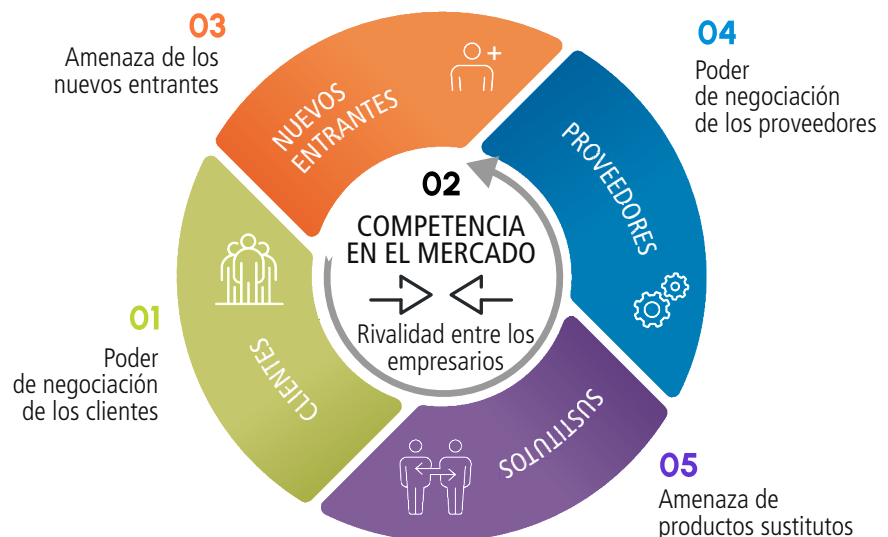 03
Amenaza de los
nuevos entrantes
04
Poder
de negociación
de los proveedores
NUEVOS
ENTRANTES
PROVEEDORES
02
COMPETENCIA
EN EL MERCADO
Rivalidad entre los
empresarios
01
Poder
de negociación
de los clientes
CLIENTES
SUSTITUTOS
05
Amenaza de
productos sustitutos